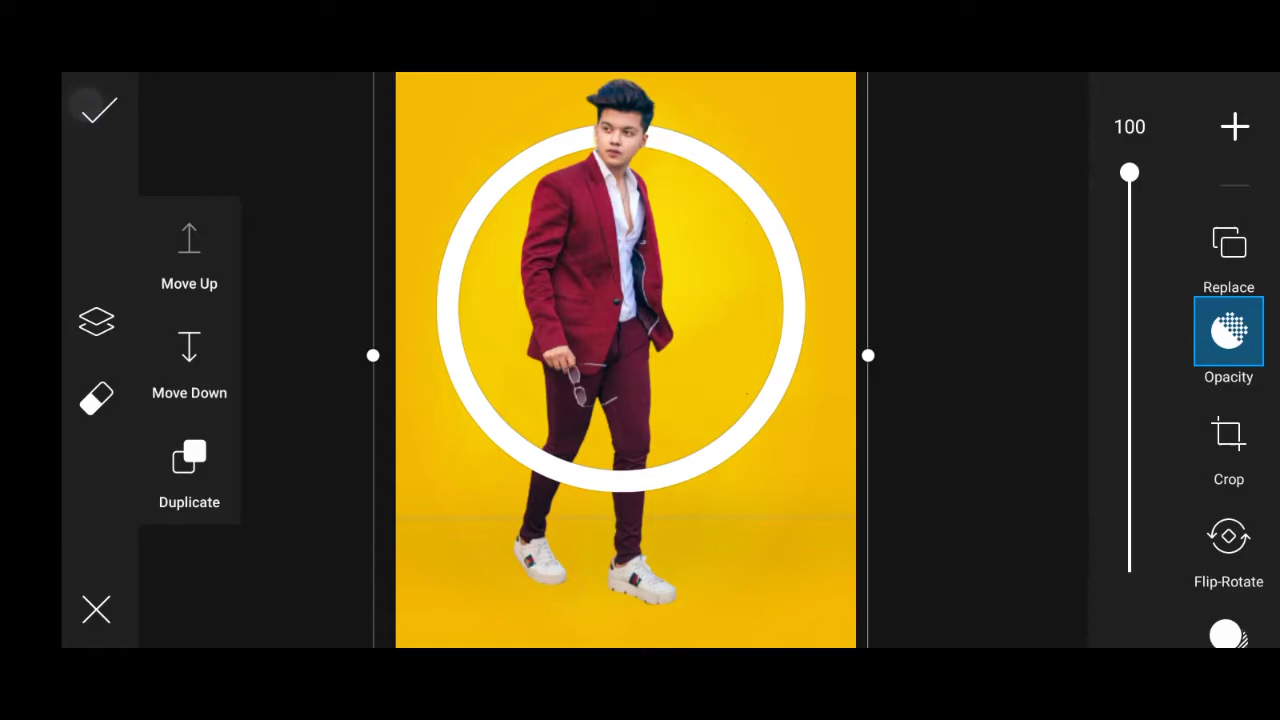 100
Move Up
Move Down
Duplicate
Replace
Opacity
Crop
Flip-Rotate